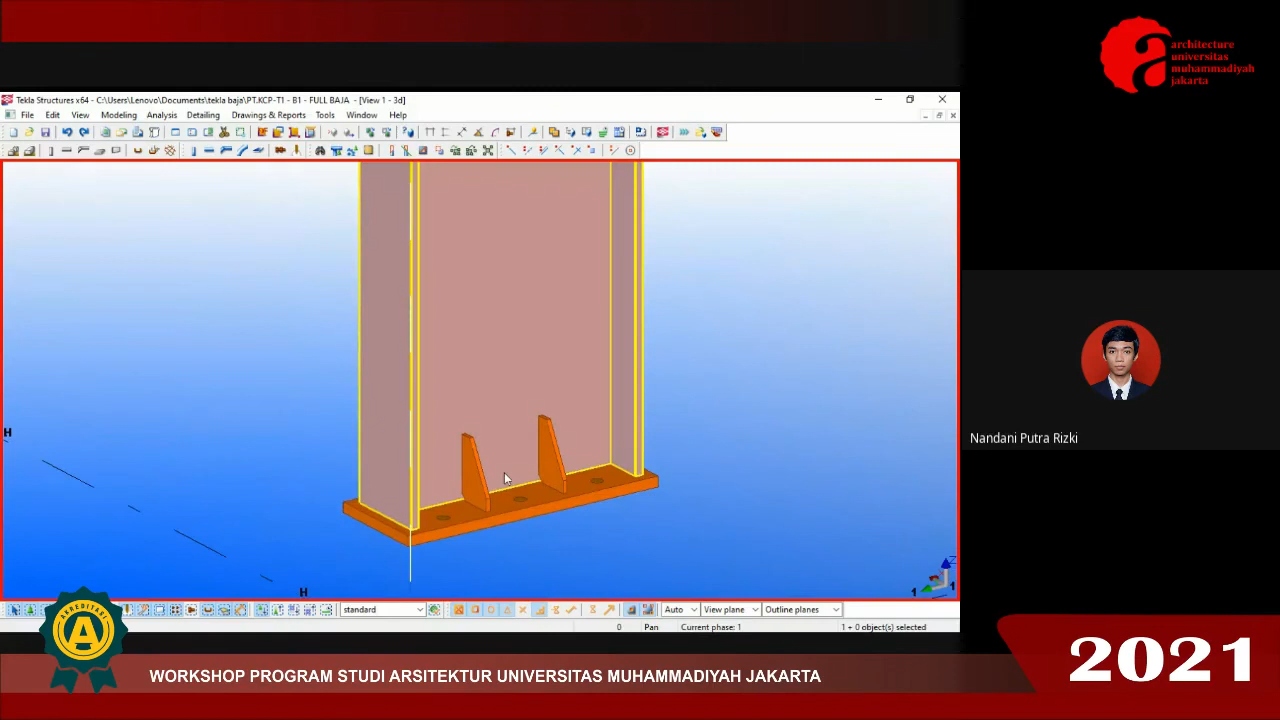 architecture
universitas
muhammadiyah
jakarta
Tekla Structures x64 - C:\Users\Lenovo\Documents\tekla baja\PT.KCP-T1 - B1 - FULL BAJA - [View 1 - 3d]
File Edit View Modeling Analysis Detailing Drawings & Reports Tools Window Help
H
H
Z
1
1
Nandani Putra Rizki
standard
Auto
View plane
Outline planes
0
Pan
Current phase: 1
1 + 0 object(s) selected
AKREDITASI
A
WORKSHOP PROGRAM STUDI ARSITEKTUR UNIVERSITAS MUHAMMADIYAH JAKARTA
2021